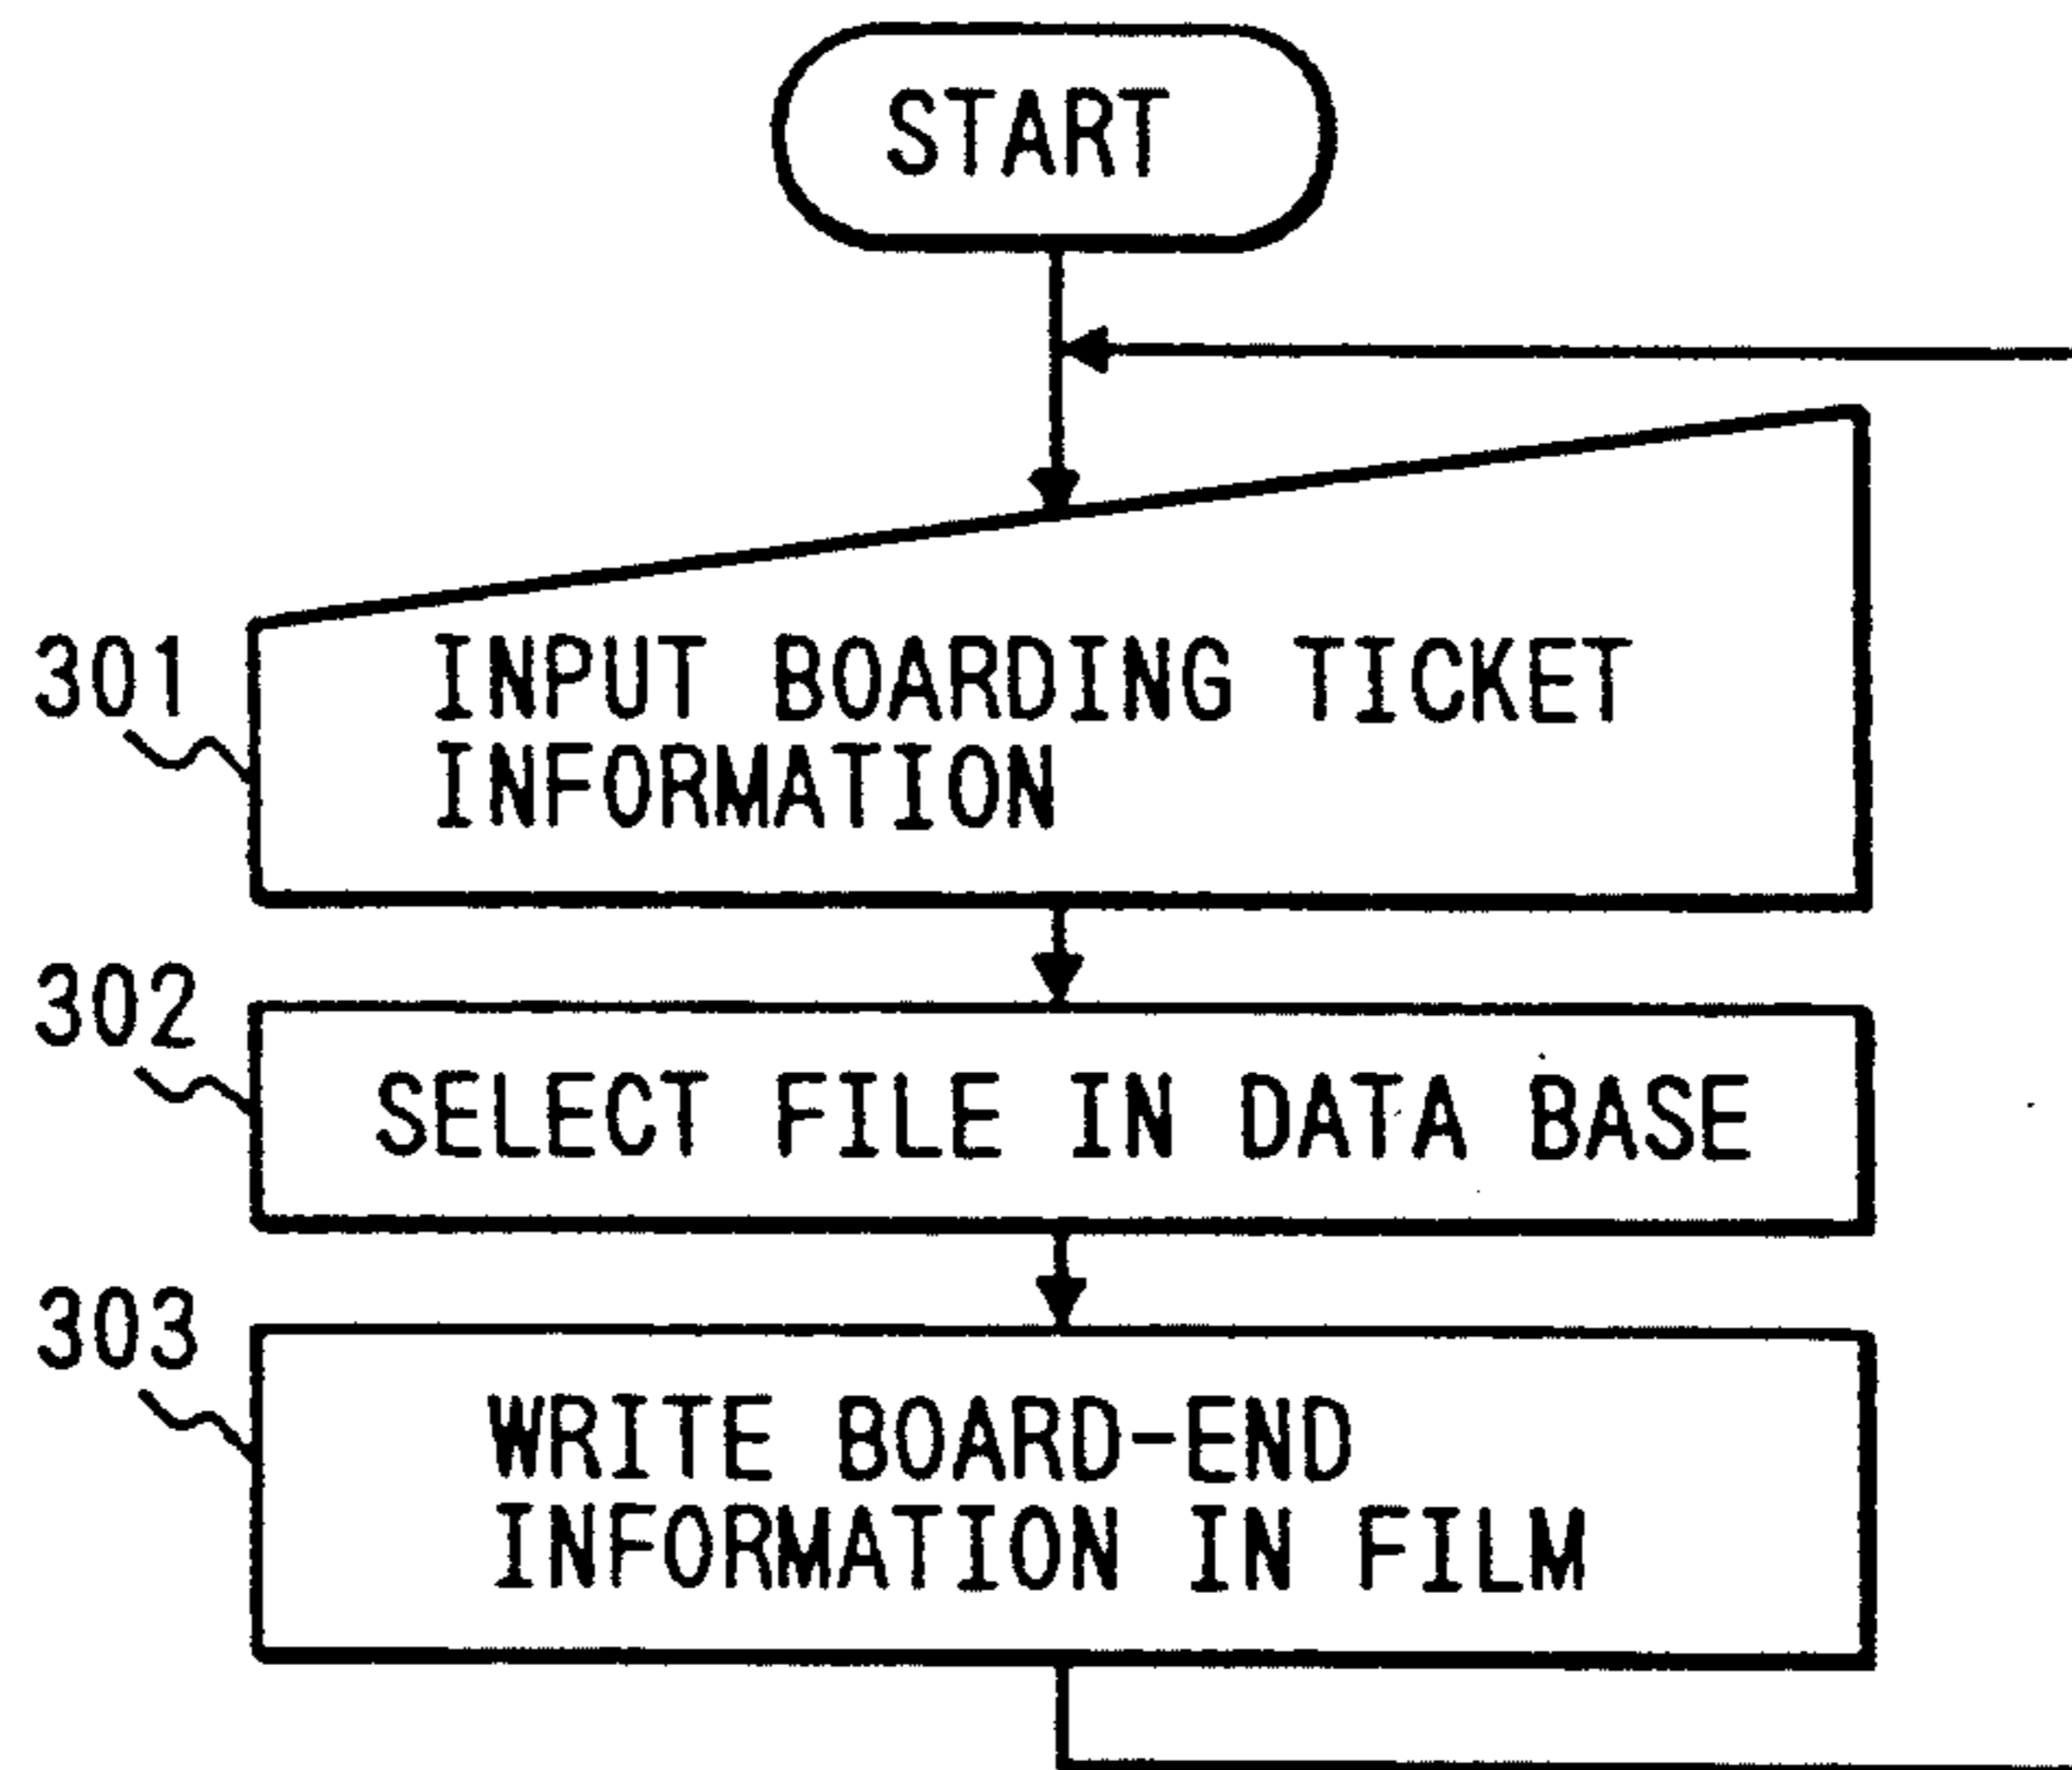 START
301
INPUT BOARDING TICKET
INFORMATION
302
SELECT FILE IN DATA BASE
303
WRITE BOARD-END
INFORMATION IN FILM